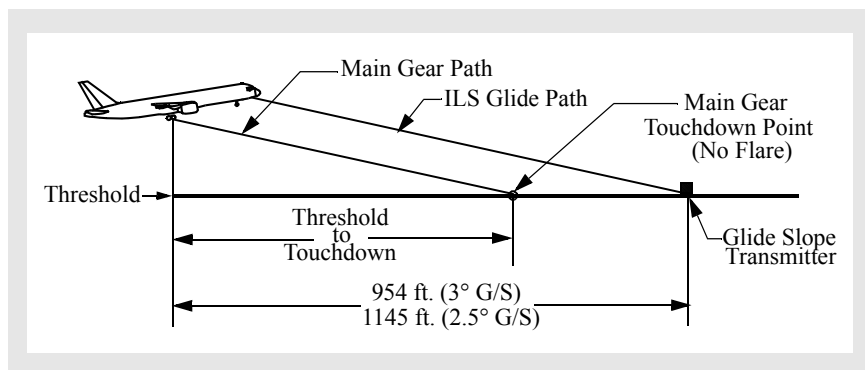 Main Gear Path
ILS Glide Path
Main Gear
Touchdown Point
(No Flare)
Threshold
Threshold
to
Touchdown
Glide Slope
Transmitter
954 ft. (3° G/S)
1145 ft. (2.5° G/S)